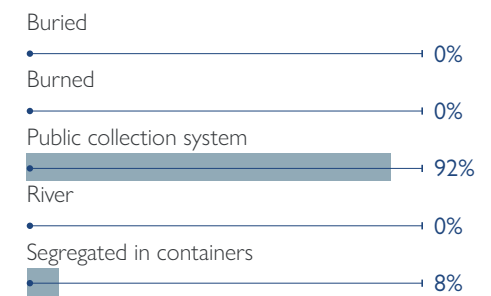 Buried
0%
Burned
0%
Public collection system
92%
River
0%
Segregated in containers
8%